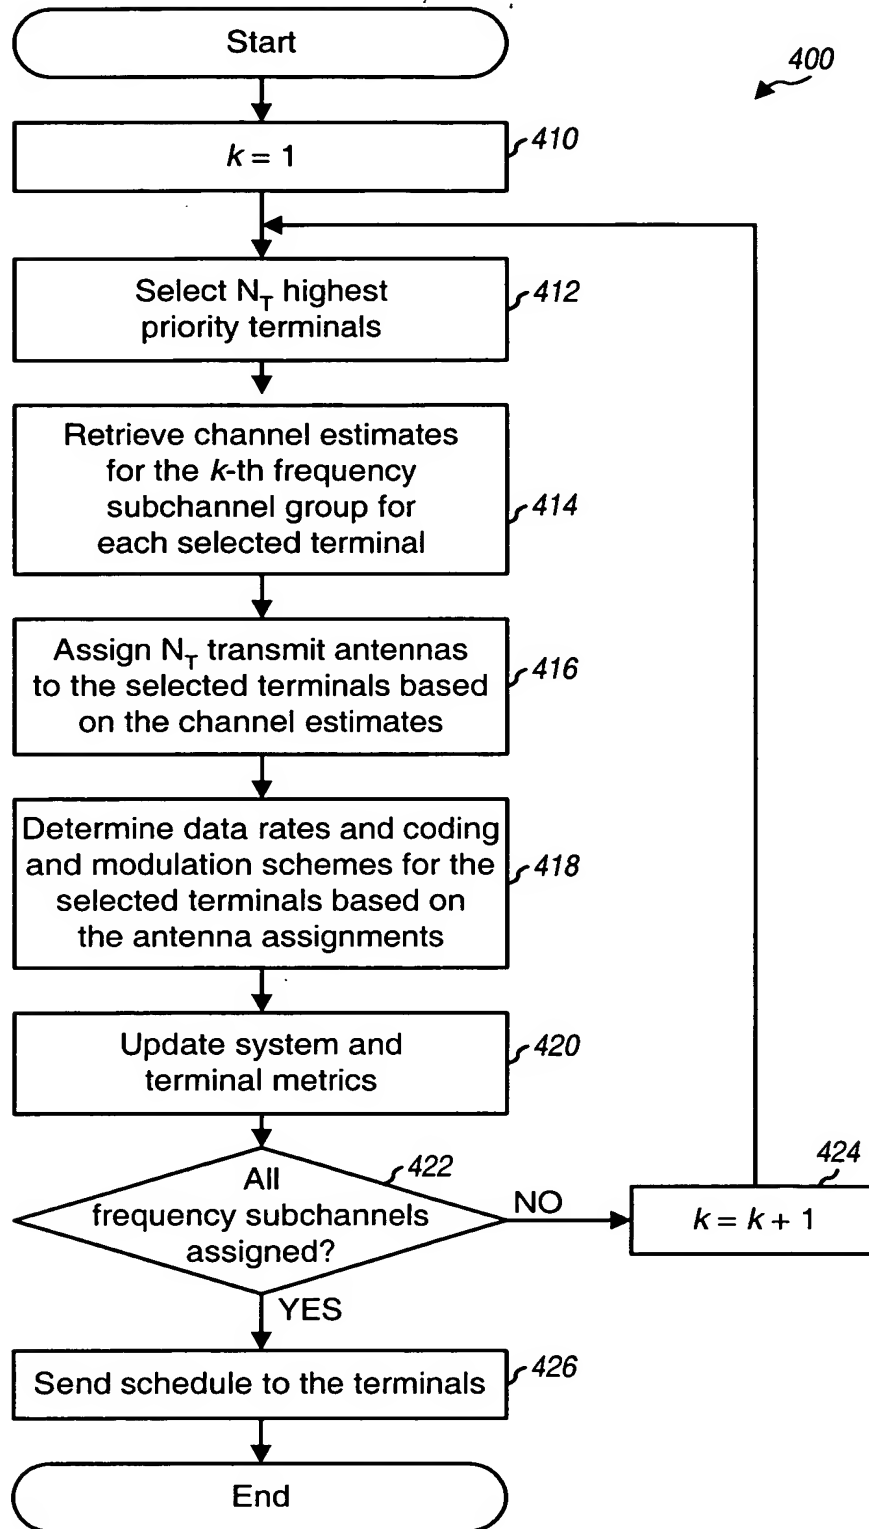 Start
400
k = 1
410
Select N_T highest
priority terminals
412
Retrieve channel estimates
for the k-th frequency
subchannel group for
each selected terminal
414
Assign N_T transmit antennas
to the selected terminals based
on the channel estimates
416
Determine data rates and coding
and modulation schemes for the
selected terminals based on
the antenna assignments
418
Update system and
terminal metrics
420
All
frequency subchannels
assigned?
422
NO
k = k + 1
424
YES
Send schedule to the terminals
426
End